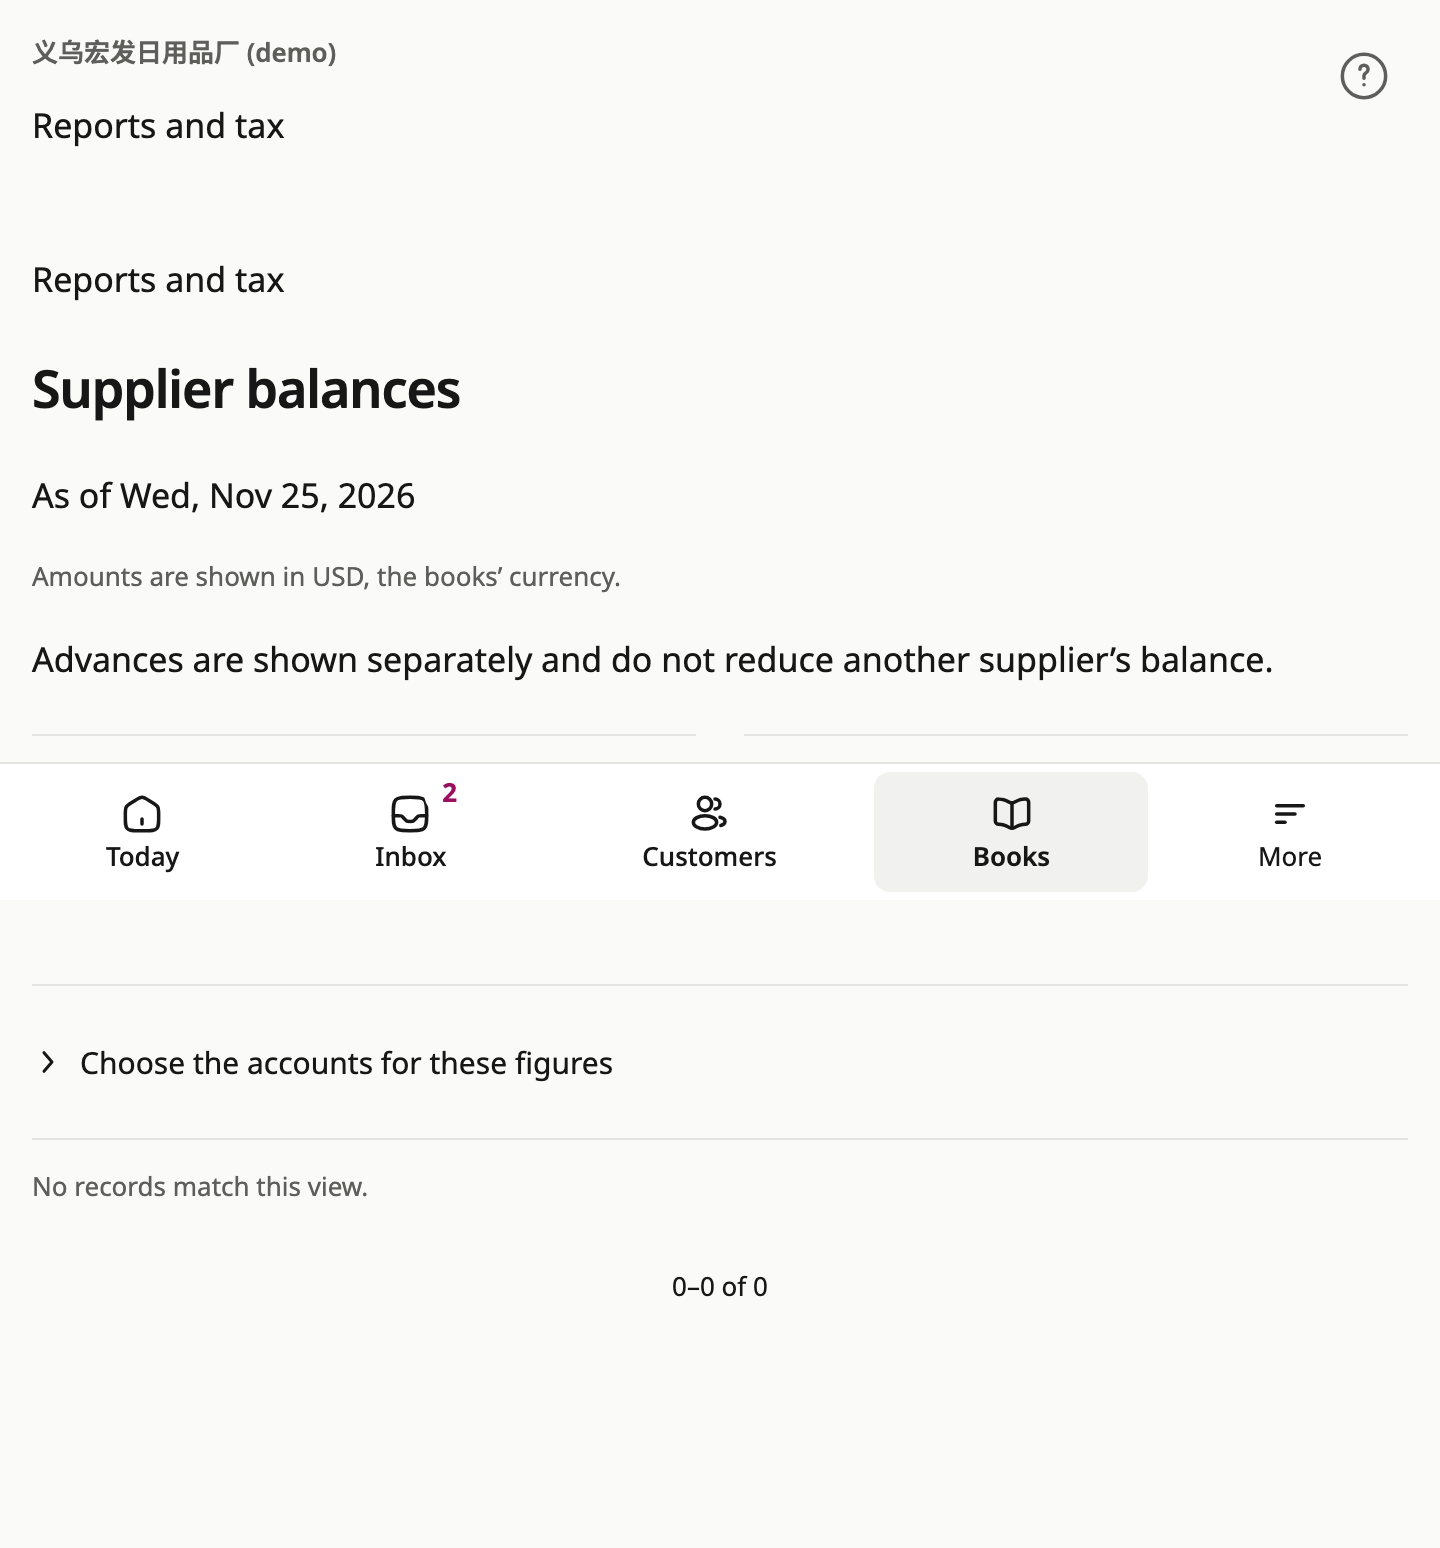 义乌宏发日用品厂 (demo)
Reports and tax
Reports and tax
Supplier balances
As of Wed, Nov 25, 2026
Amounts are shown in USD, the books’ currency.
Advances are shown separately and do not reduce another supplier’s balance.
2
Today
Inbox
Customers
Books
More
Choose the accounts for these figures
No records match this view.
0–0 of 0